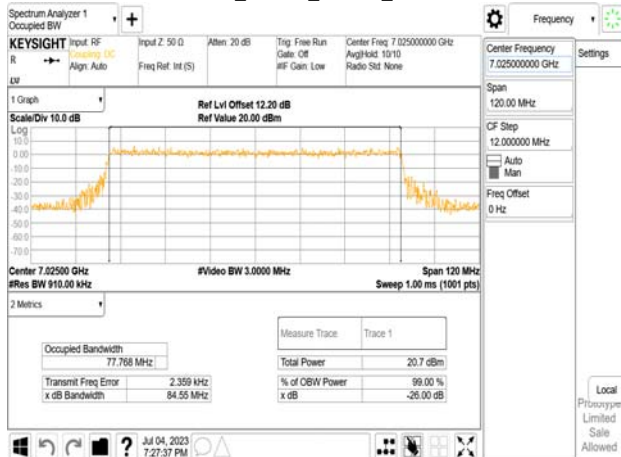 Spectrum Analyzer 1
Occupied BW
+
Frequency
KEYSIGHT
R
Input: RF
Coupling: DC
Align: Auto
Input Z: 50 Ω
Freq Ref: Int (S)
Atten: 20 dB
Trig: Free Run
Gate: Off
#IF Gain: Low
Center Freq: 7.025000000 GHz
Avg|Hold: 10/10
Radio Std: None
1 Graph
Scale/Div 10.0 dB
Ref Lvl Offset 12.20 dB
Ref Value 20.00 dBm
Log
10.0
0.00
-10.0
-20.0
-30.0
-40.0
-50.0
-60.0
-70.0
Center 7.02500 GHz
#Res BW 910.00 kHz
#Video BW 3.0000 MHz
Span 120 MHz
Sweep 1.00 ms (1001 pts)
2 Metrics
Measure Trace Trace 1
Occupied Bandwidth
77.768 MHz
Total Power 20.7 dBm
Transmit Freq Error 2.359 kHz
% of OBW Power 99.00 %
x dB Bandwidth 84.55 MHz
x dB -26.00 dB
?
Jul 04, 2023
7:27:37 PM
Center Frequency
7.025000000 GHz
Settings
Span
120.00 MHz
CF Step
12.000000 MHz
Auto
Man
Freq Offset
0 Hz
Local
Prototype
Limited
Sale
Allowed